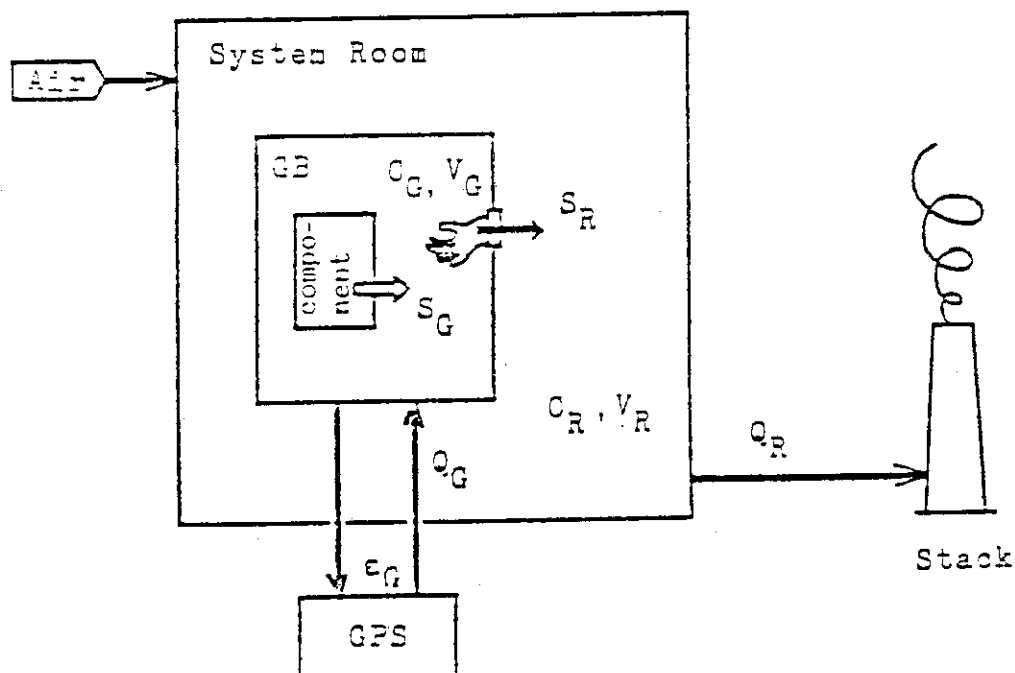 System Room
Air
GB
C_G, V_G
S_R
compo-
nent
S_G
C_R, V_R
Q_G
Q_R
ε_G
GPS
Stack